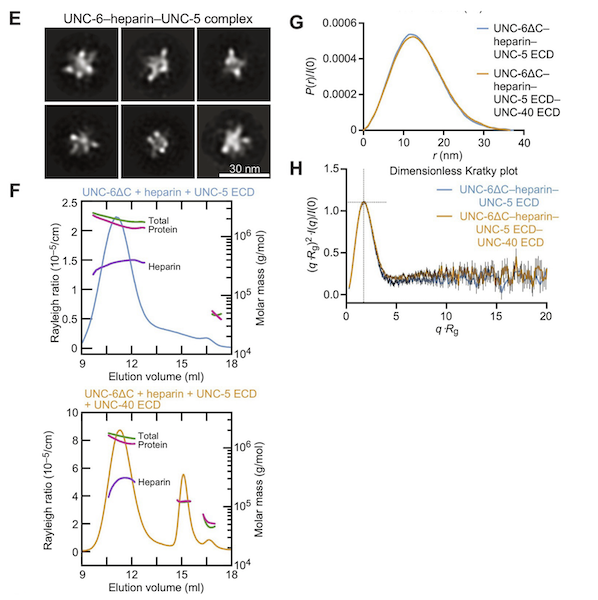 E
UNC-6–heparin–UNC-5 complex
30 nm
F
UNC-6ΔC + heparin + UNC-5 ECD
2.5
2
1.5
1
0.5
0
Rayleigh ratio (10⁻⁵/cm)
Total
Protein
Heparin
10⁶
10⁵
10⁴
Molar mass (g/mol)
9 12 15 18
Elution volume (ml)
UNC-6ΔC + heparin + UNC-5 ECD
+ UNC-40 ECD
10
8
6
4
2
0
Rayleigh ratio (10⁻⁵/cm)
Total
Protein
Heparin
10⁶
10⁵
10⁴
Molar mass (g/mol)
9 12 15 18
Elution volume (ml)
G
0.0006
0.0004
0.0002
0
P(r)/I(0)
UNC-6ΔC–
heparin–
UNC-5 ECD
UNC-6ΔC–
heparin–
UNC-5 ECD–
UNC-40 ECD
0 10 20 30 40
r (nm)
H
Dimensionless Kratky plot
1.5
1.0
0.5
0.0
(q·Rg)²·I(q)/I(0)
UNC-6ΔC–heparin–
UNC-5 ECD
UNC-6ΔC–heparin–
UNC-5 ECD–
UNC-40 ECD
0 5 10 15 20
q·Rg